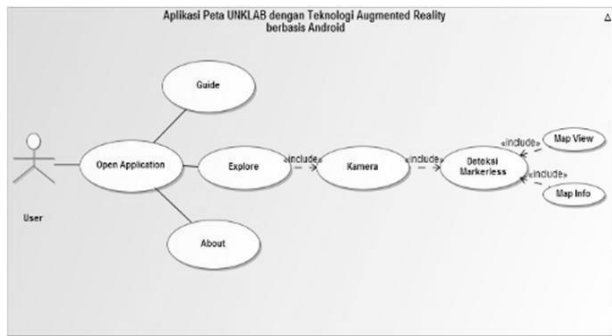 Aplikasi Peta UNKLAB dengan Teknologi Augmented Reality
berbasis Android
Guide
Open Application
Explore
«include»
Kamera
«include»
Deteksi
Markerless
«include»
Map View
«include»
Map Info
User
About